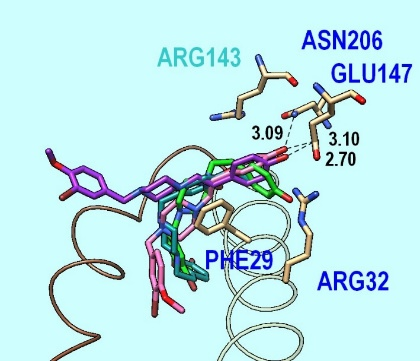 ASN206
ARG143
GLU147
3.09
3.10
2.70
PHE29
ARG32